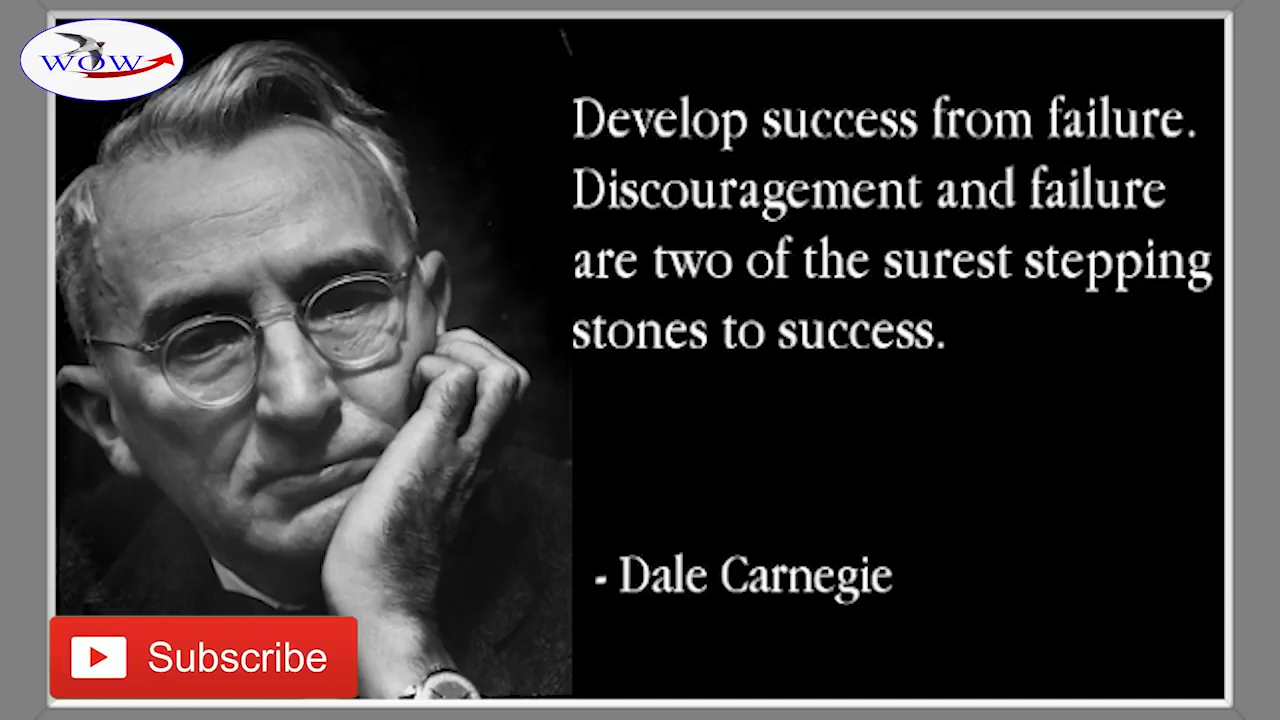 WOW
Develop success from failure.
Discouragement and failure
are two of the surest stepping
stones to success.
- Dale Carnegie
Subscribe